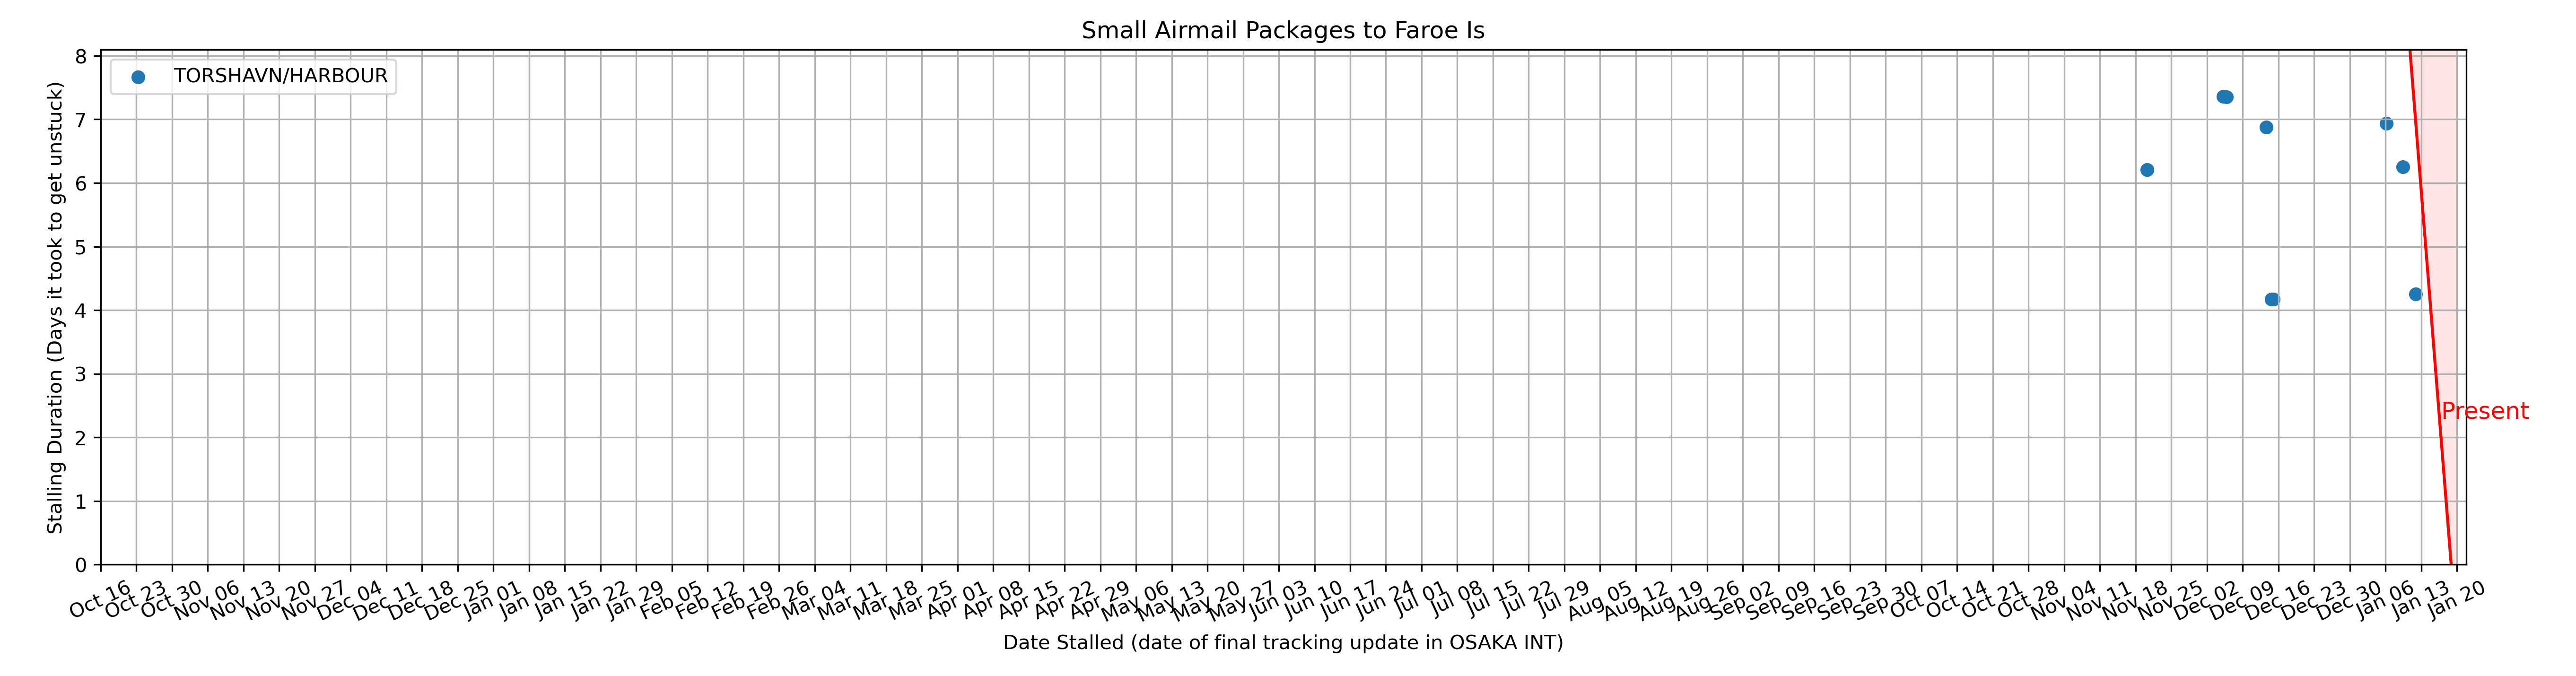 Small Airmail Packages to Faroe Is
TORSHAVN/HARBOUR
Stalling Duration (Days it took to get unstuck)
8
7
6
5
4
3
2
1
0
Present
Oct 16 Oct 23 Oct 30 Nov 06 Nov 13 Nov 20 Nov 27 Dec 04 Dec 11 Dec 18 Dec 25 Jan 01 Jan 08 Jan 15 Jan 22 Jan 29 Feb 05 Feb 12 Feb 19 Feb 26 Mar 04 Mar 11 Mar 18 Mar 25 Apr 01 Apr 08 Apr 15 Apr 22 Apr 29 May 06 May 13 May 20 May 27 Jun 03 Jun 10 Jun 17 Jun 24 Jul 01 Jul 08 Jul 15 Jul 22 Jul 29 Aug 05 Aug 12 Aug 19 Aug 26 Sep 02 Sep 09 Sep 16 Sep 23 Sep 30 Oct 07 Oct 14 Oct 21 Oct 28 Nov 04 Nov 11 Nov 18 Nov 25 Dec 02 Dec 09 Dec 16 Dec 23 Dec 30 Jan 06 Jan 13 Jan 20
Date Stalled (date of final tracking update in OSAKA INT)